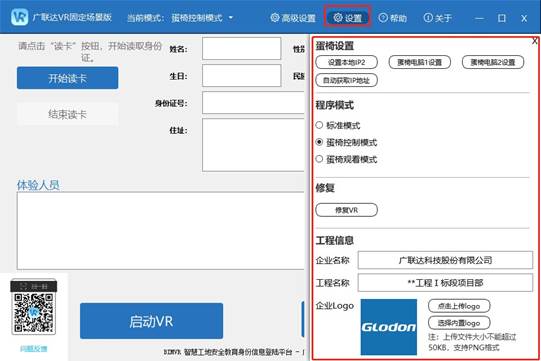 广联达VR固定场景版 当前模式: 蛋椅控制模式 高级设置 设置 帮助 关于
请点击“读卡”按钮，开始读取身份证。
开始读卡
结束读卡
姓名:
性别
生日:
民族
身份证号:
住址:
体验人员
扫一扫
问题反馈
启动VR
BIMVR 智慧工地安全教育身份信息登陆平台 - 广
X
蛋椅设置
设置本地IP2 蛋椅电脑1设置 蛋椅电脑2设置
自动获取IP地址
程序模式
标准模式
蛋椅控制模式
蛋椅观看模式
修复
修复VR
工程信息
企业名称 广联达科技股份有限公司
工程名称 **工程 I 标段项目部
企业Logo
GLODON
点击上传logo
选择内置logo
注: 上传文件大小不能超过
50KB，支持PNG格式